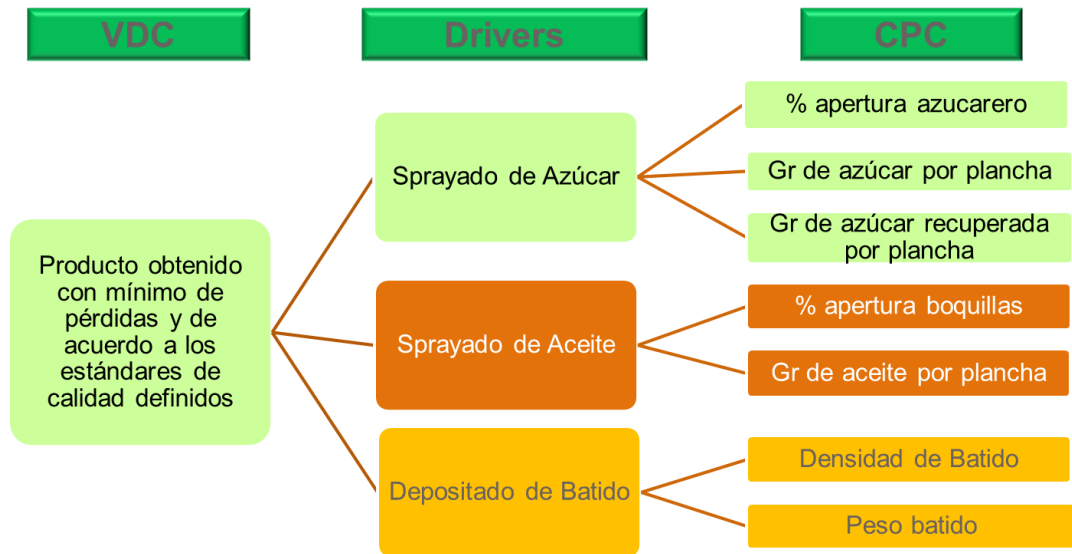 VDC
Drivers
CPC
Producto obtenido
con mínimo de
pérdidas y de
acuerdo a los
estándares de
calidad definidos
Sprayado de Azúcar
% apertura azucarero
Gr de azúcar por plancha
Gr de azúcar recuperada
por plancha
Sprayado de Aceite
% apertura boquillas
Gr de aceite por plancha
Depositado de Batido
Densidad de Batido
Peso batido